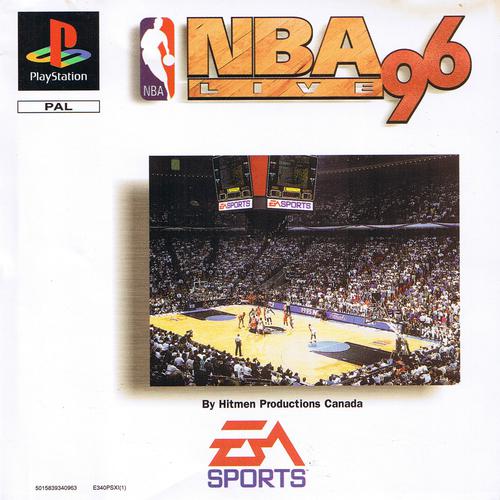 PlayStation
PAL
NBA
NBA
LIVE
96
EA SPORTS
EA SPORTS
By Hitmen Productions Canada
EA
SPORTS
5015839340963 E340PSXI(1)